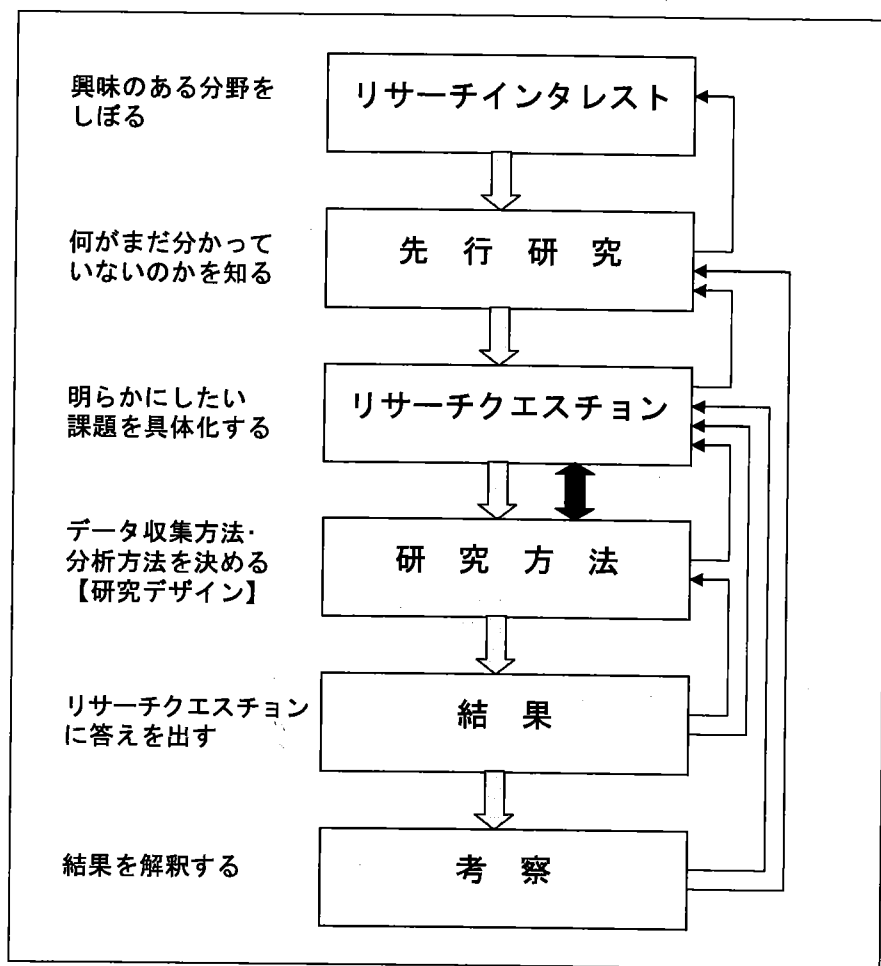 興味のある分野を
しぼる
リサーチインタレスト
何がまだ分かって
いないのかを知る
先行研究
明らかにしたい
課題を具体化する
リサーチクエスチョン
データ収集方法・
分析方法を決める
【研究デザイン】
研究方法
リサーチクエスチョン
に答えを出す
結果
結果を解釈する
考察